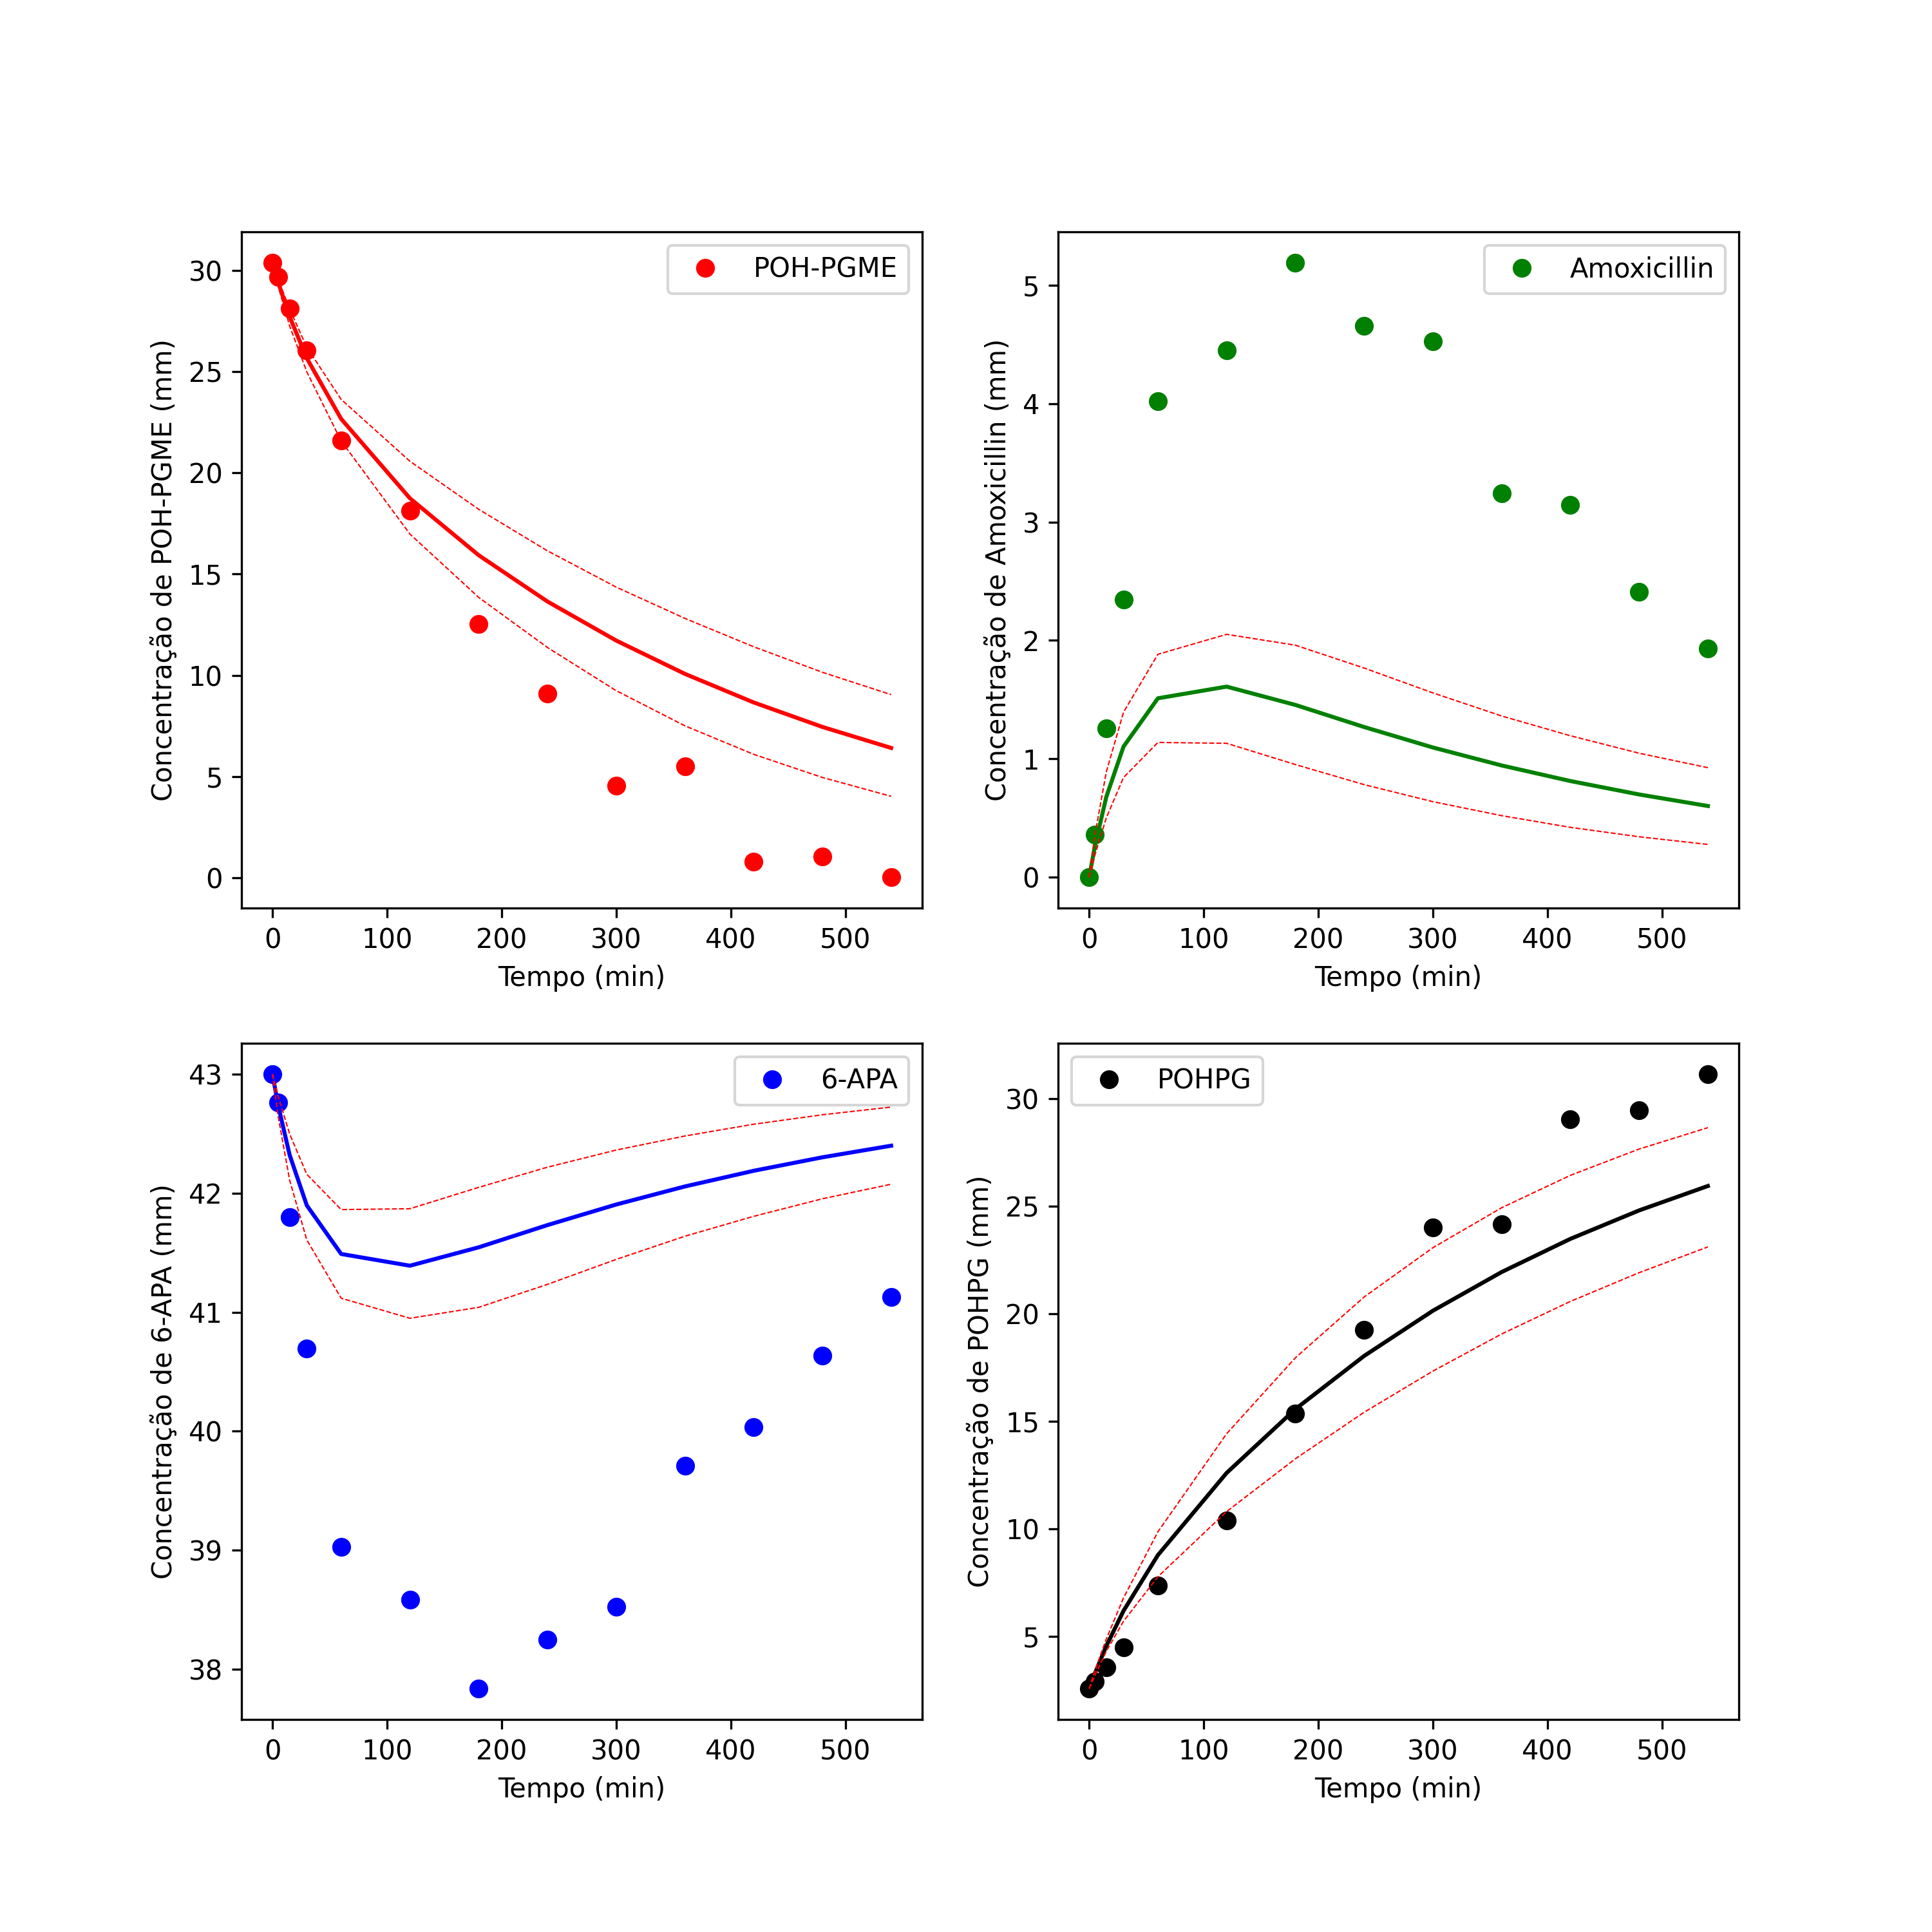 POH-PGME
Concentração de POH-PGME (mm)
30
25
20
15
10
5
0
0 100 200 300 400 500
Tempo (min)
Amoxicillin
Concentração de Amoxicillin (mm)
5
4
3
2
1
0
0 100 200 300 400 500
Tempo (min)
6-APA
Concentração de 6-APA (mm)
43
42
41
40
39
38
0 100 200 300 400 500
Tempo (min)
POHPG
Concentração de POHPG (mm)
30
25
20
15
10
5
0 100 200 300 400 500
Tempo (min)